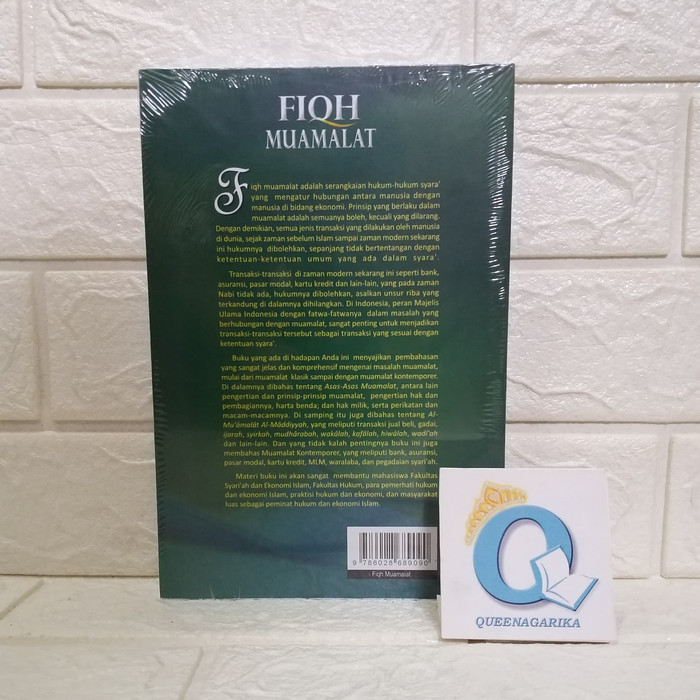 FIQH
MUAMALAT
Fiqh muamalat adalah serangkaian hukum-hukum syara'
yang mengatur hubungan antara manusia dengan
manusia di bidang ekonomi. Prinsip yang berlaku dalam
muamalat adalah semuanya boleh, kecuali yang dilarang.
Dengan demikian, semua jenis transaksi yang dilakukan oleh manusia
di dunia, sejak zaman sebelum Islam sampai zaman modern sekarang
ini hukumnya dibolehkan, sepanjang tidak bertentangan dengan
ketentuan-ketentuan umum yang ada dalam syara'.
Transaksi-transaksi di zaman modern sekarang ini seperti bank,
asuransi, pasar modal, kartu kredit dan lain-lain, yang pada zaman
Nabi tidak ada, hukumnya dibolehkan, asalkan unsur riba yang
terkandung di dalamnya dihilangkan. Di Indonesia, peran Majelis
Ulama Indonesia dengan fatwa-fatwanya dalam masalah yang
berhubungan dengan muamalat, sangat penting untuk menjadikan
transaksi-transaksi tersebut sebagai transaksi yang sesuai dengan
ketentuan syara'.
Buku yang ada di hadapan Anda ini menyajikan pembahasan
yang sangat jelas dan komprehensif mengenai masalah muamalat,
mulai dari muamalat klasik sampai dengan muamalat kontemporer.
Di dalamnya dibahas tentang Asas-Asas Muamalat, antara lain
pengertian dan prinsip-prinsip muamalat, pengertian hak dan
pembagiannya, harta benda; dan hak milik, serta perikatan dan
macam-macamnya. Di samping itu juga dibahas tentang Al-
Mu'âmalât Al-Mâddiyyah, yang meliputi transaksi jual beli, gadai,
ijarah, syirkah, mudhârabah, wakâlah, kafâlah, hiwâlah, wadi'ah
dan lain-lain. Dan yang tidak kalah pentingnya buku ini juga
membahas Muamalat Kontemporer, yang meliputi bank, asuransi,
pasar modal, kartu kredit, MLM, waralaba, dan pegadaian syari'ah.
Materi buku ini akan sangat membantu mahasiswa Fakultas
Syari'ah dan Ekonomi Islam, Fakultas Hukum, para pemerhati hukum
dan ekonomi Islam, praktisi hukum dan ekonomi, dan masyarakat
luas sebagai peminat hukum dan ekonomi Islam.
9 786028 689090
Fiqh Muamalat
QUEENAGARIKA